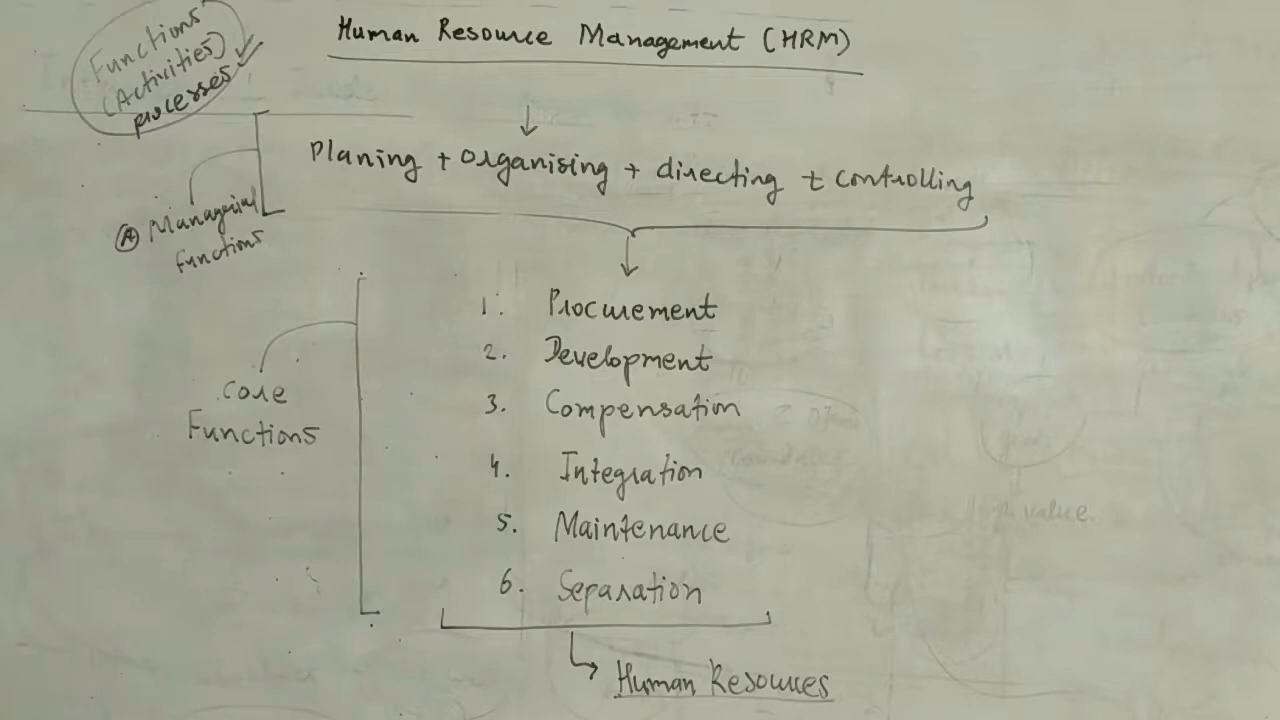 Functions
(Activities)
processes
Human Resource Management (HRM)
Planing + organising + directing + controlling
A Managerial
functions
1. Procurement
2. Development
3. Compensation
4. Integration
5. Maintenance
6. Separation
Core
Functions
Human Resources
value